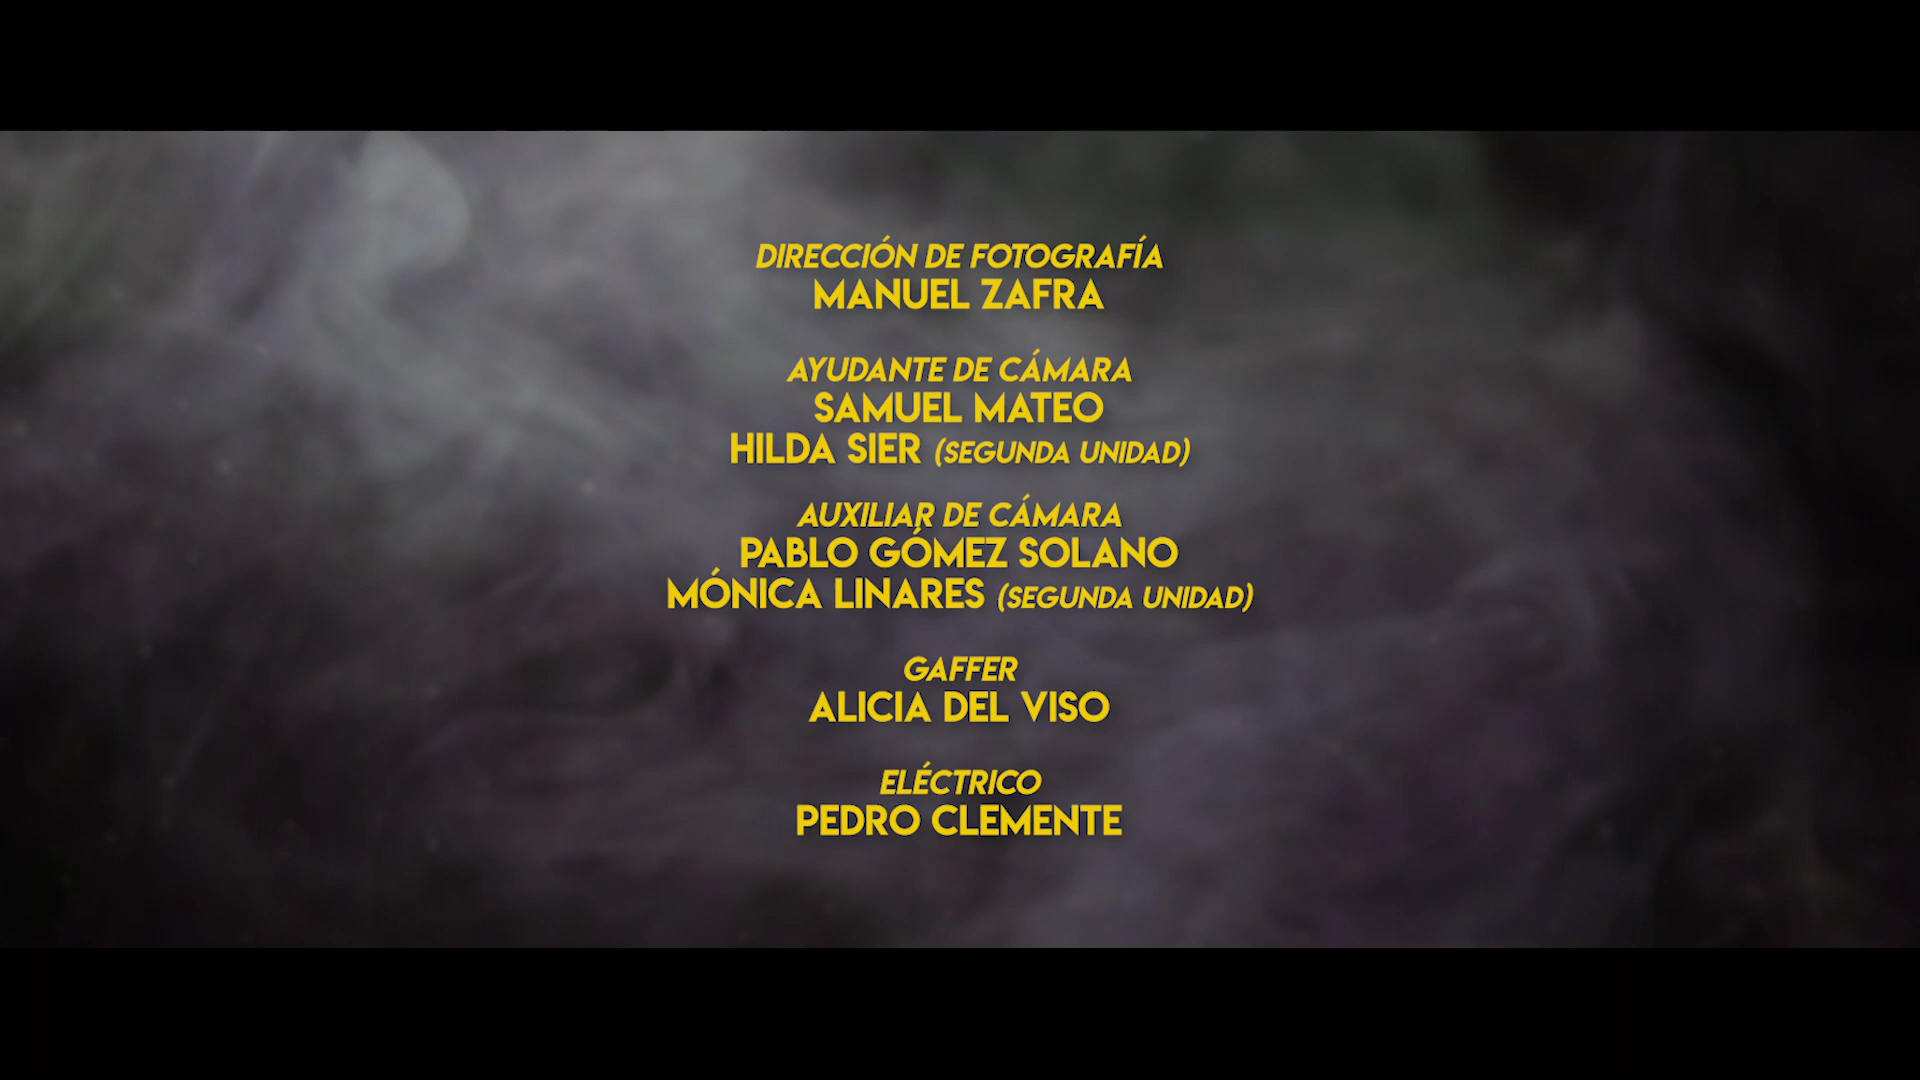 DIRECCIÓN DE FOTOGRAFÍA
MANUEL ZAFRA
AYUDANTE DE CÁMARA
SAMUEL MATEO
HILDA SIER (SEGUNDA UNIDAD)
AUXILIAR DE CÁMARA
PABLO GÓMEZ SOLANO
MÓNICA LINARES (SEGUNDA UNIDAD)
GAFFER
ALICIA DEL VISO
ELÉCTRICO
PEDRO CLEMENTE